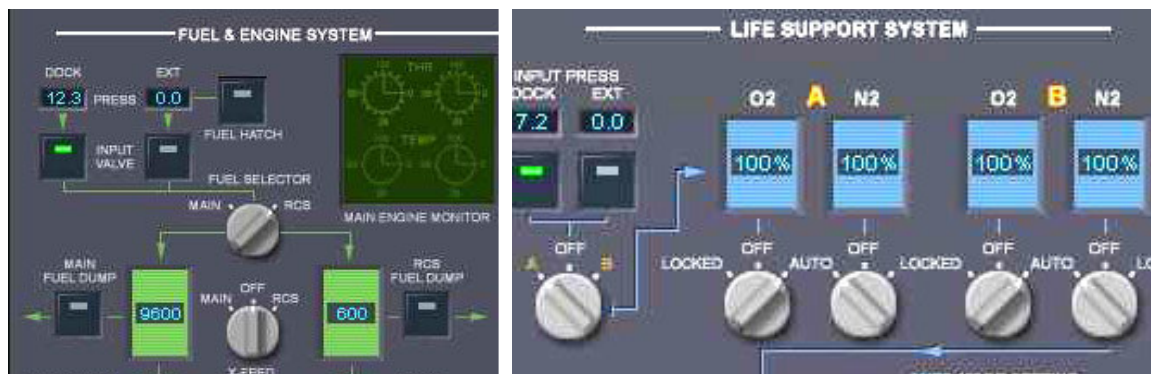 FUEL & ENGINE SYSTEM
DOCK EXT
12.3 PRESS 0.0
FUEL HATCH
INPUT
VALVE
FUEL SELECTOR
MAIN RCS
MAIN ENGINE MONITOR
THR
TEMP
MAIN
FUEL DUMP
RCS
FUEL DUMP
OFF
MAIN RCS
9600
600
X-FEED
LIFE SUPPORT SYSTEM
INPUT PRESS
DOCK EXT
7.2 0.0
O2 A N2
O2 B N2
100% 100% 100% 100%
OFF
A B
OFF OFF OFF OFF
LOCKED AUTO LOCKED AUTO